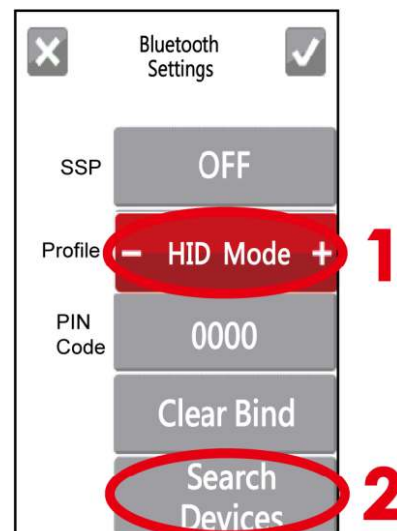 Bluetooth
Settings
SSP OFF
Profile − HID Mode + 1
PIN
Code 0000
Clear Bind
Search
Devices 2